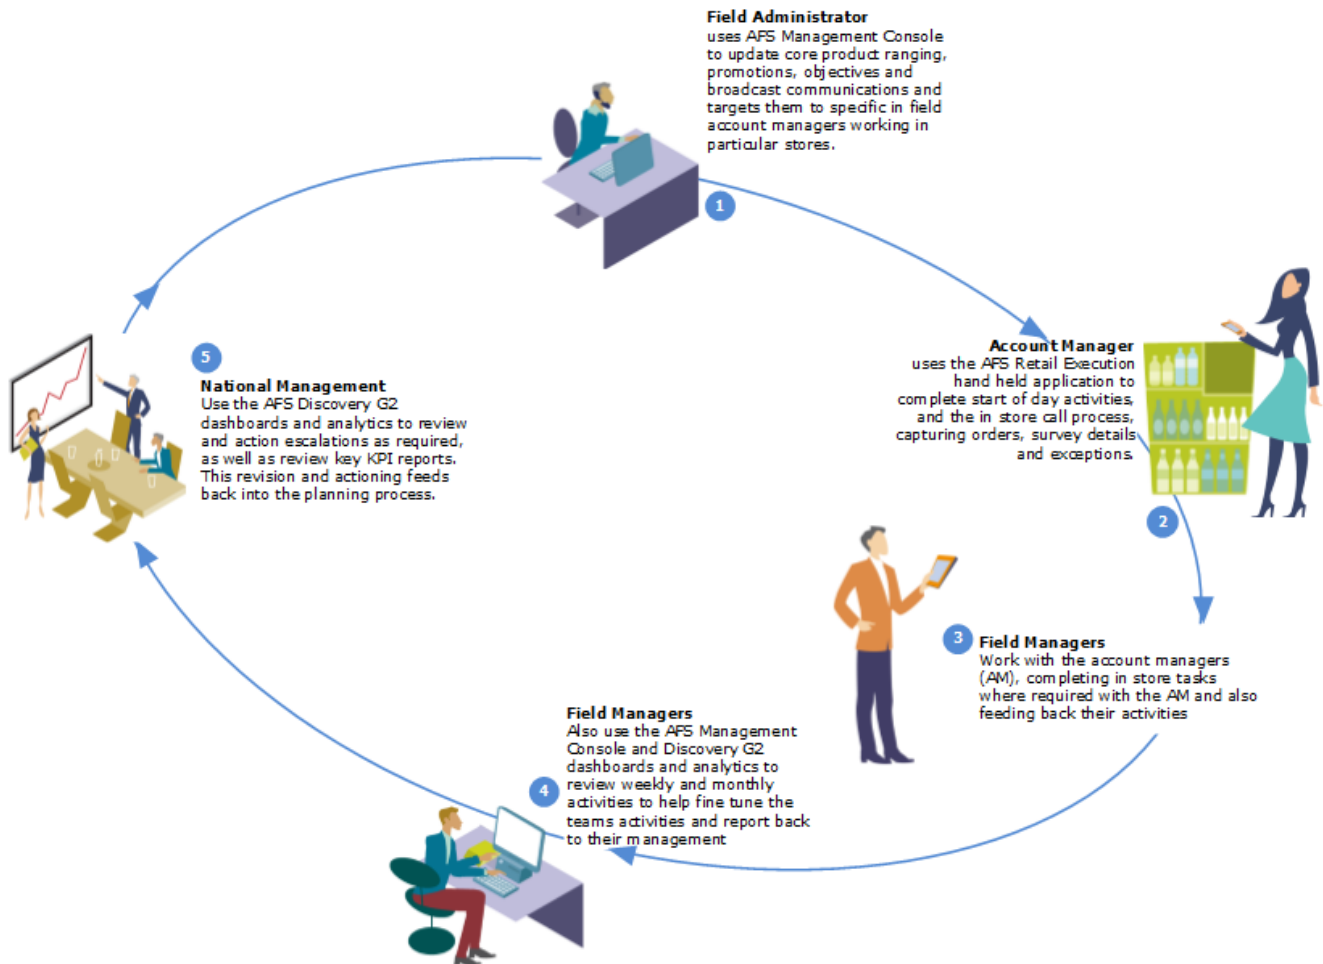 Field Administrator
uses AFS Management Console
to update core product ranging,
promotions, objectives and
broadcast communications and
targets them to specific in field
account managers working in
particular stores.
1
Account Manager
uses the AFS Retail Execution
hand held application to
complete start of day activities,
and the in store call process,
capturing orders, survey details
and exceptions.
2
3
Field Managers
Work with the account managers
(AM), completing in store tasks
where required with the AM and also
feeding back their activities
4
Field Managers
Also use the AFS Management
Console and Discovery G2
dashboards and analytics to
review weekly and monthly
activities to help fine tune the
teams activities and report back
to their management
5
National Management
Use the AFS Discovery G2
dashboards and analytics to review
and action escalations as required,
as well as review key KPI reports.
This revision and actioning feeds
back into the planning process.